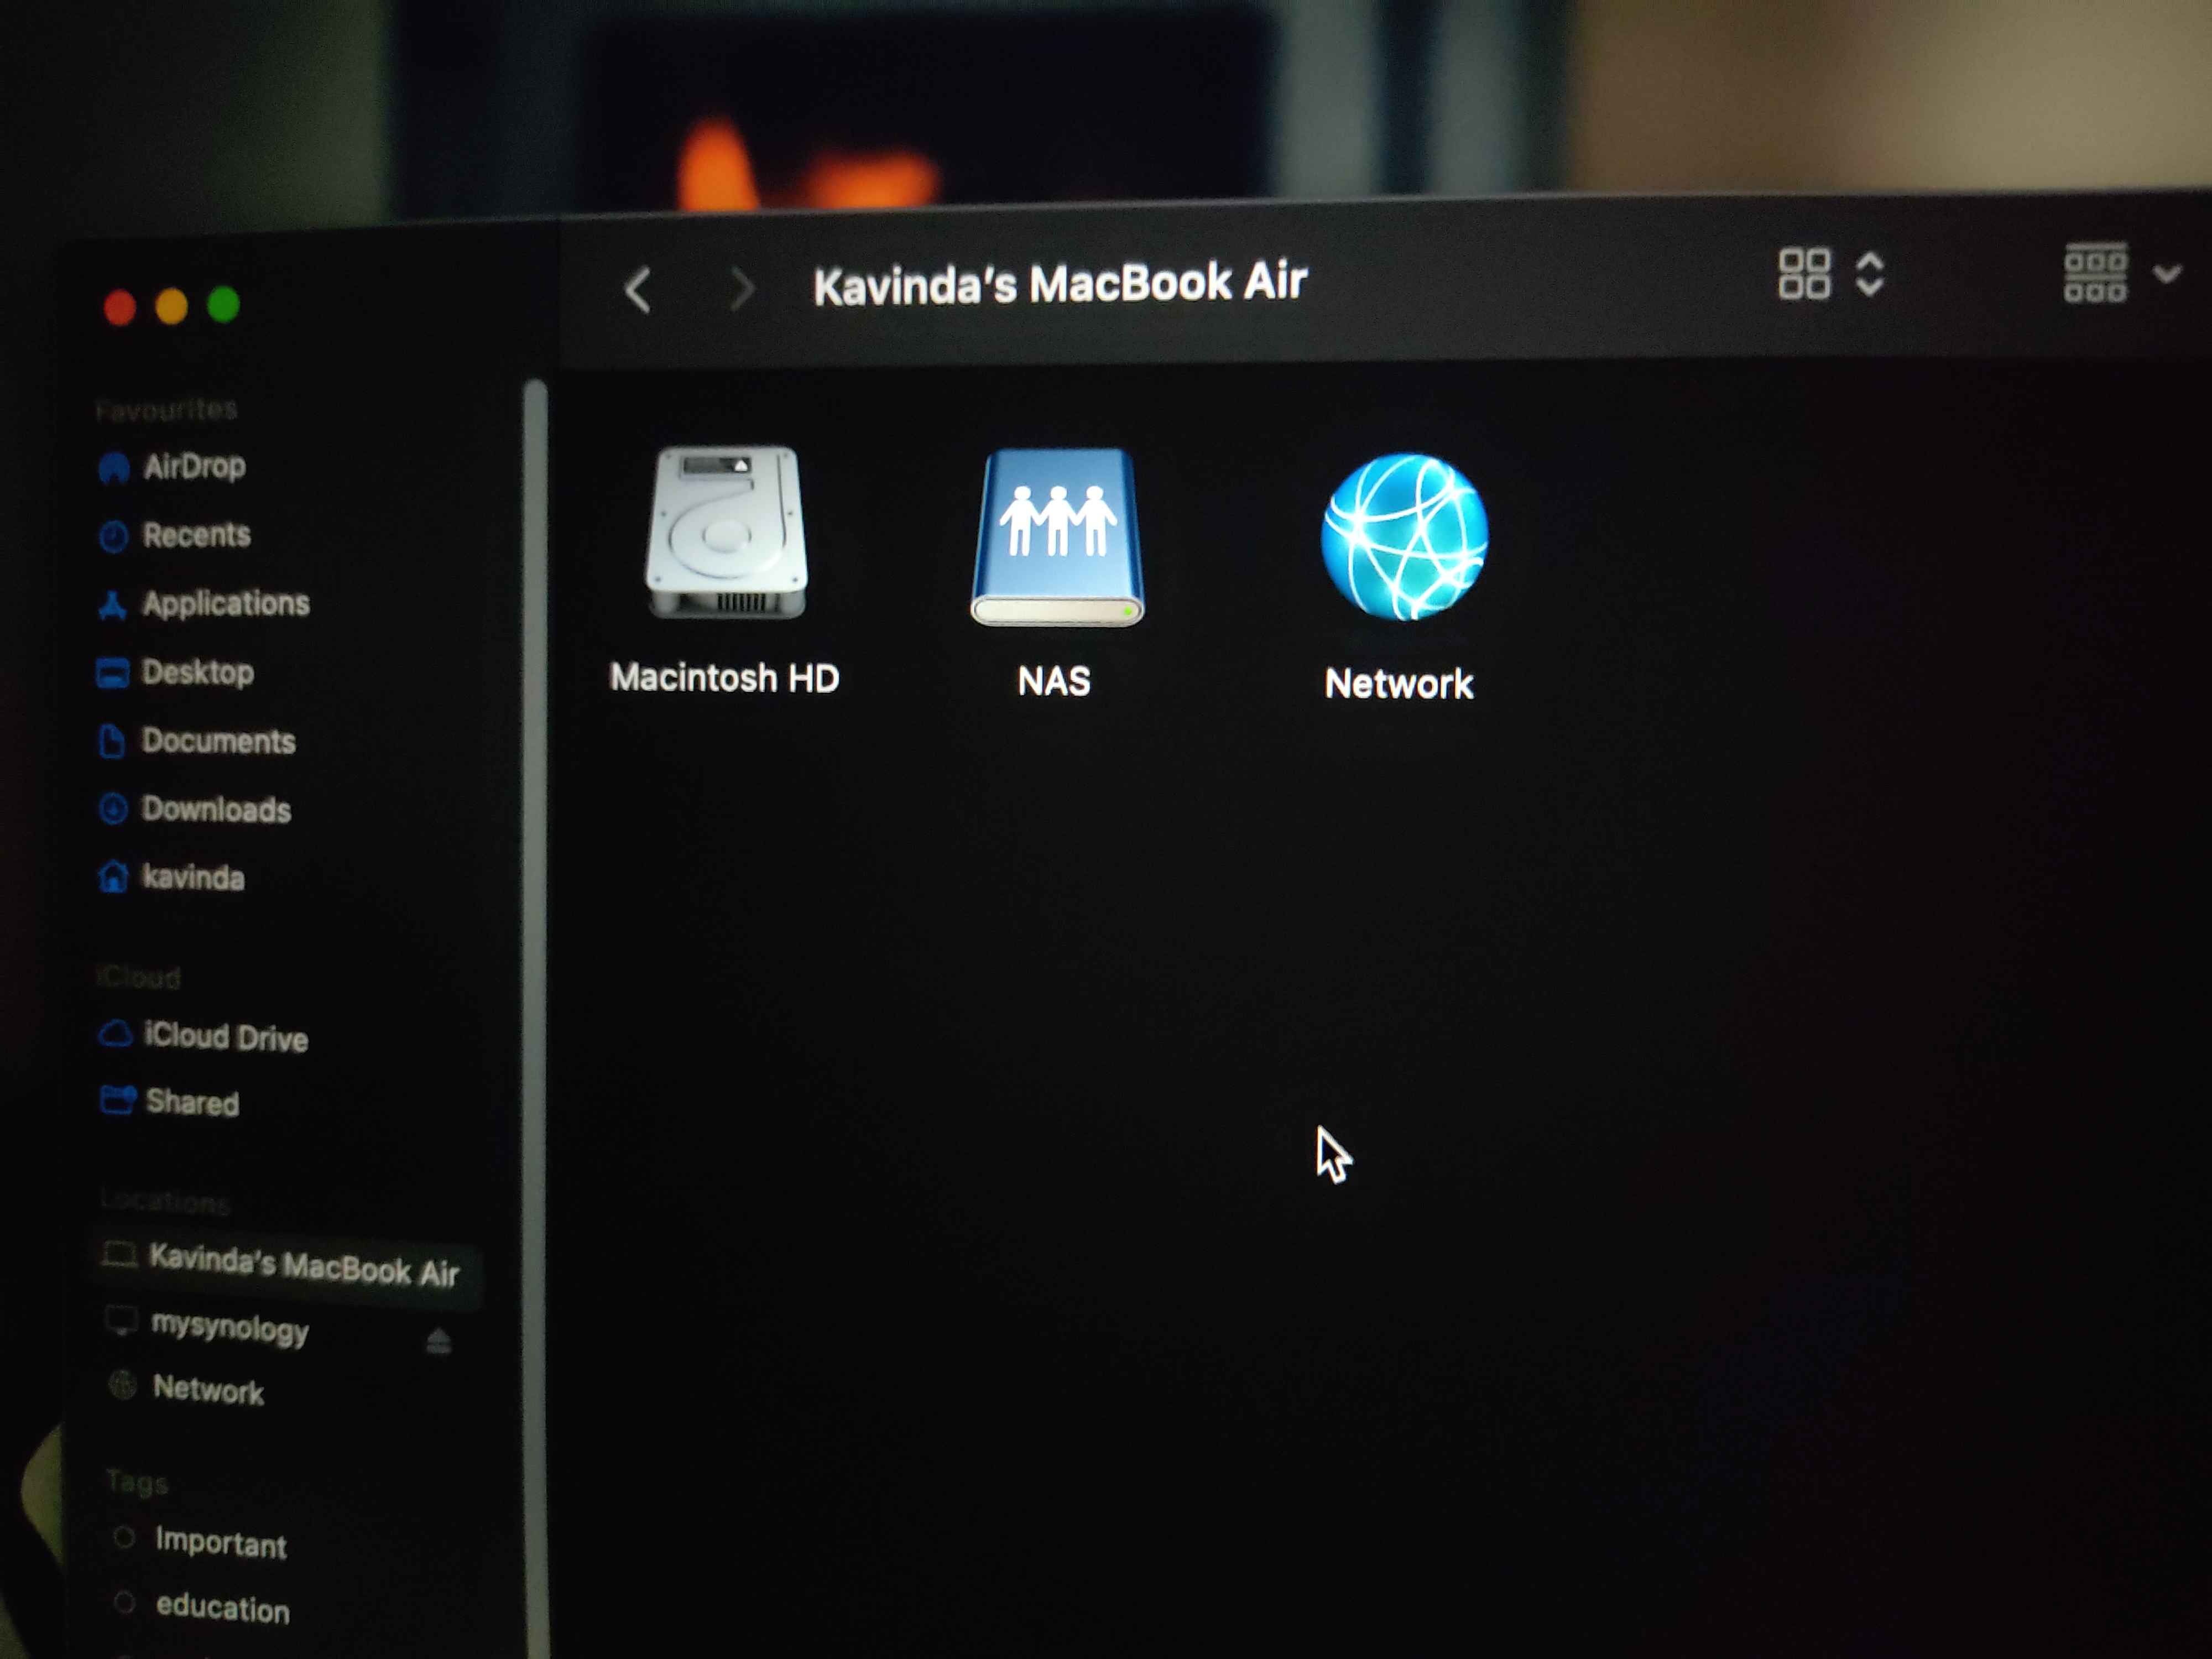 Kavinda's MacBook Air
Favourites
AirDrop
Recents
Applications
Desktop
Documents
Downloads
kavinda
iCloud
iCloud Drive
Shared
Locations
Kavinda's MacBook Air
mysynology
Network
Tags
Important
education
Macintosh HD
NAS
Network